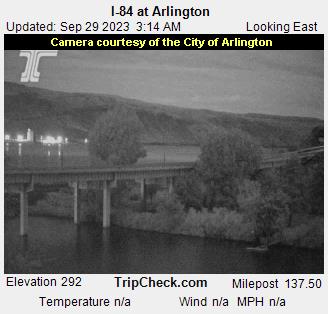 I-84 at Arlington
Updated: Sep 29 2023 3:14 AM Looking East
Camera courtesy of the City of Arlington
Elevation 292 TripCheck.com Milepost 137.50
Temperature n/a Wind n/a MPH n/a